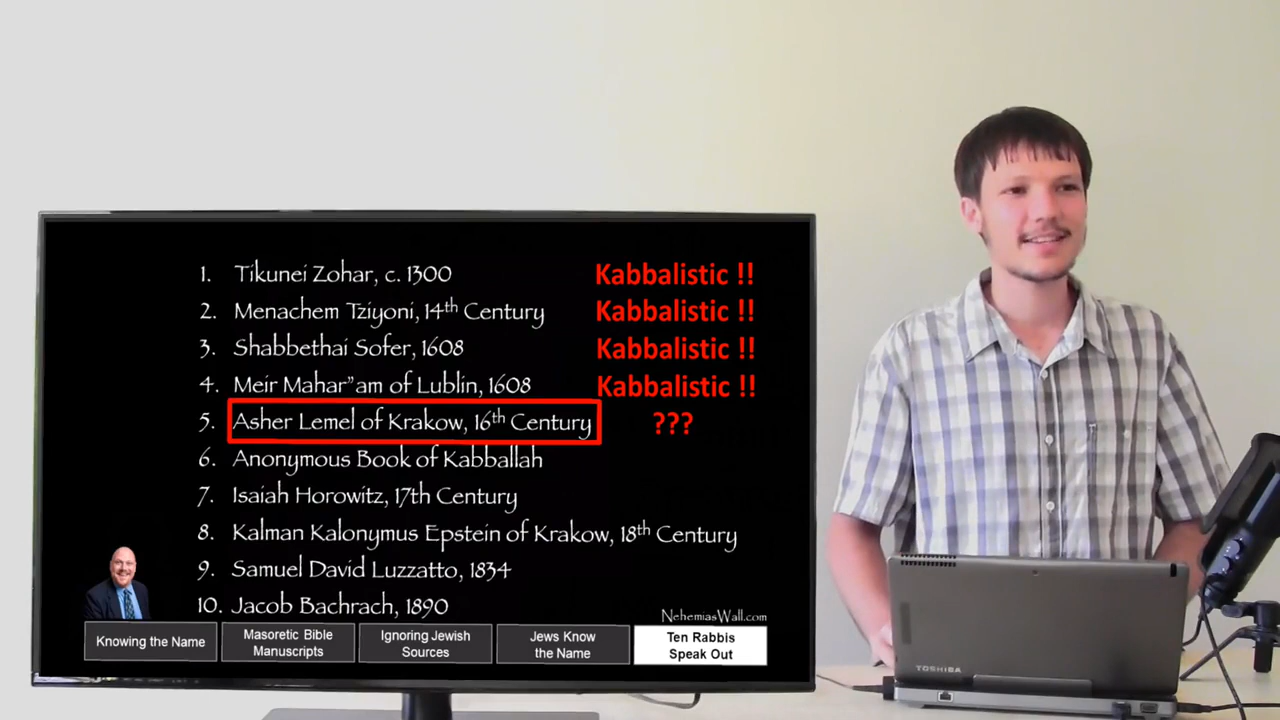 1. Tikunei Zohar, c. 1300 Kabbalistic !!
2. Menachem Tziyoni, 14th Century Kabbalistic !!
3. Shabbethai Sofer, 1608 Kabbalistic !!
4. Meir Mahar"am of Lublin, 1608 Kabbalistic !!
5. Asher Lemel of Krakow, 16th Century ???
6. Anonymous Book of Kabballah
7. Isaiah Horowitz, 17th Century
8. Kalman Kalonymus Epstein of Krakow, 18th Century
9. Samuel David Luzzatto, 1834
10. Jacob Bachrach, 1890
NehemiasWall.com
Knowing the Name
Masoretic Bible
Manuscripts
Ignoring Jewish
Sources
Jews Know
the Name
Ten Rabbis
Speak Out
TOSHIBA